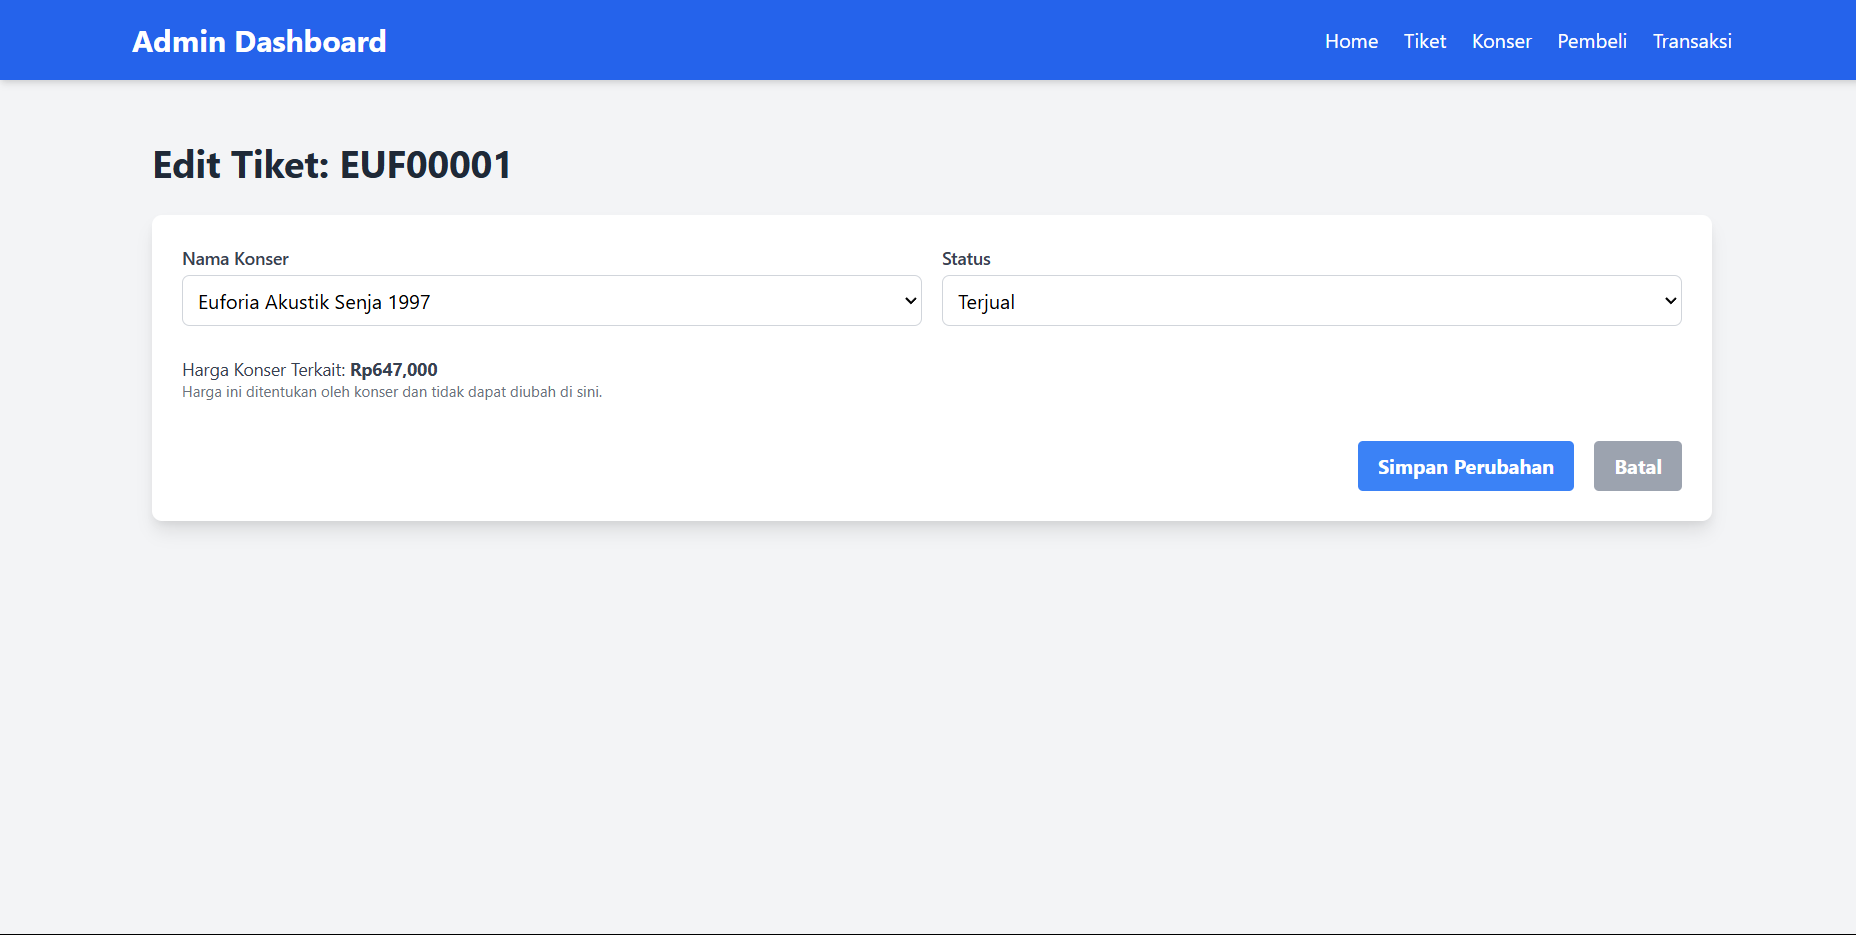 Admin Dashboard
Home Tiket Konser Pembeli Transaksi
Edit Tiket: EUF00001
Nama Konser
Euforia Akustik Senja 1997
Status
Terjual
Harga Konser Terkait: Rp647,000
Harga ini ditentukan oleh konser dan tidak dapat diubah di sini.
Simpan Perubahan
Batal